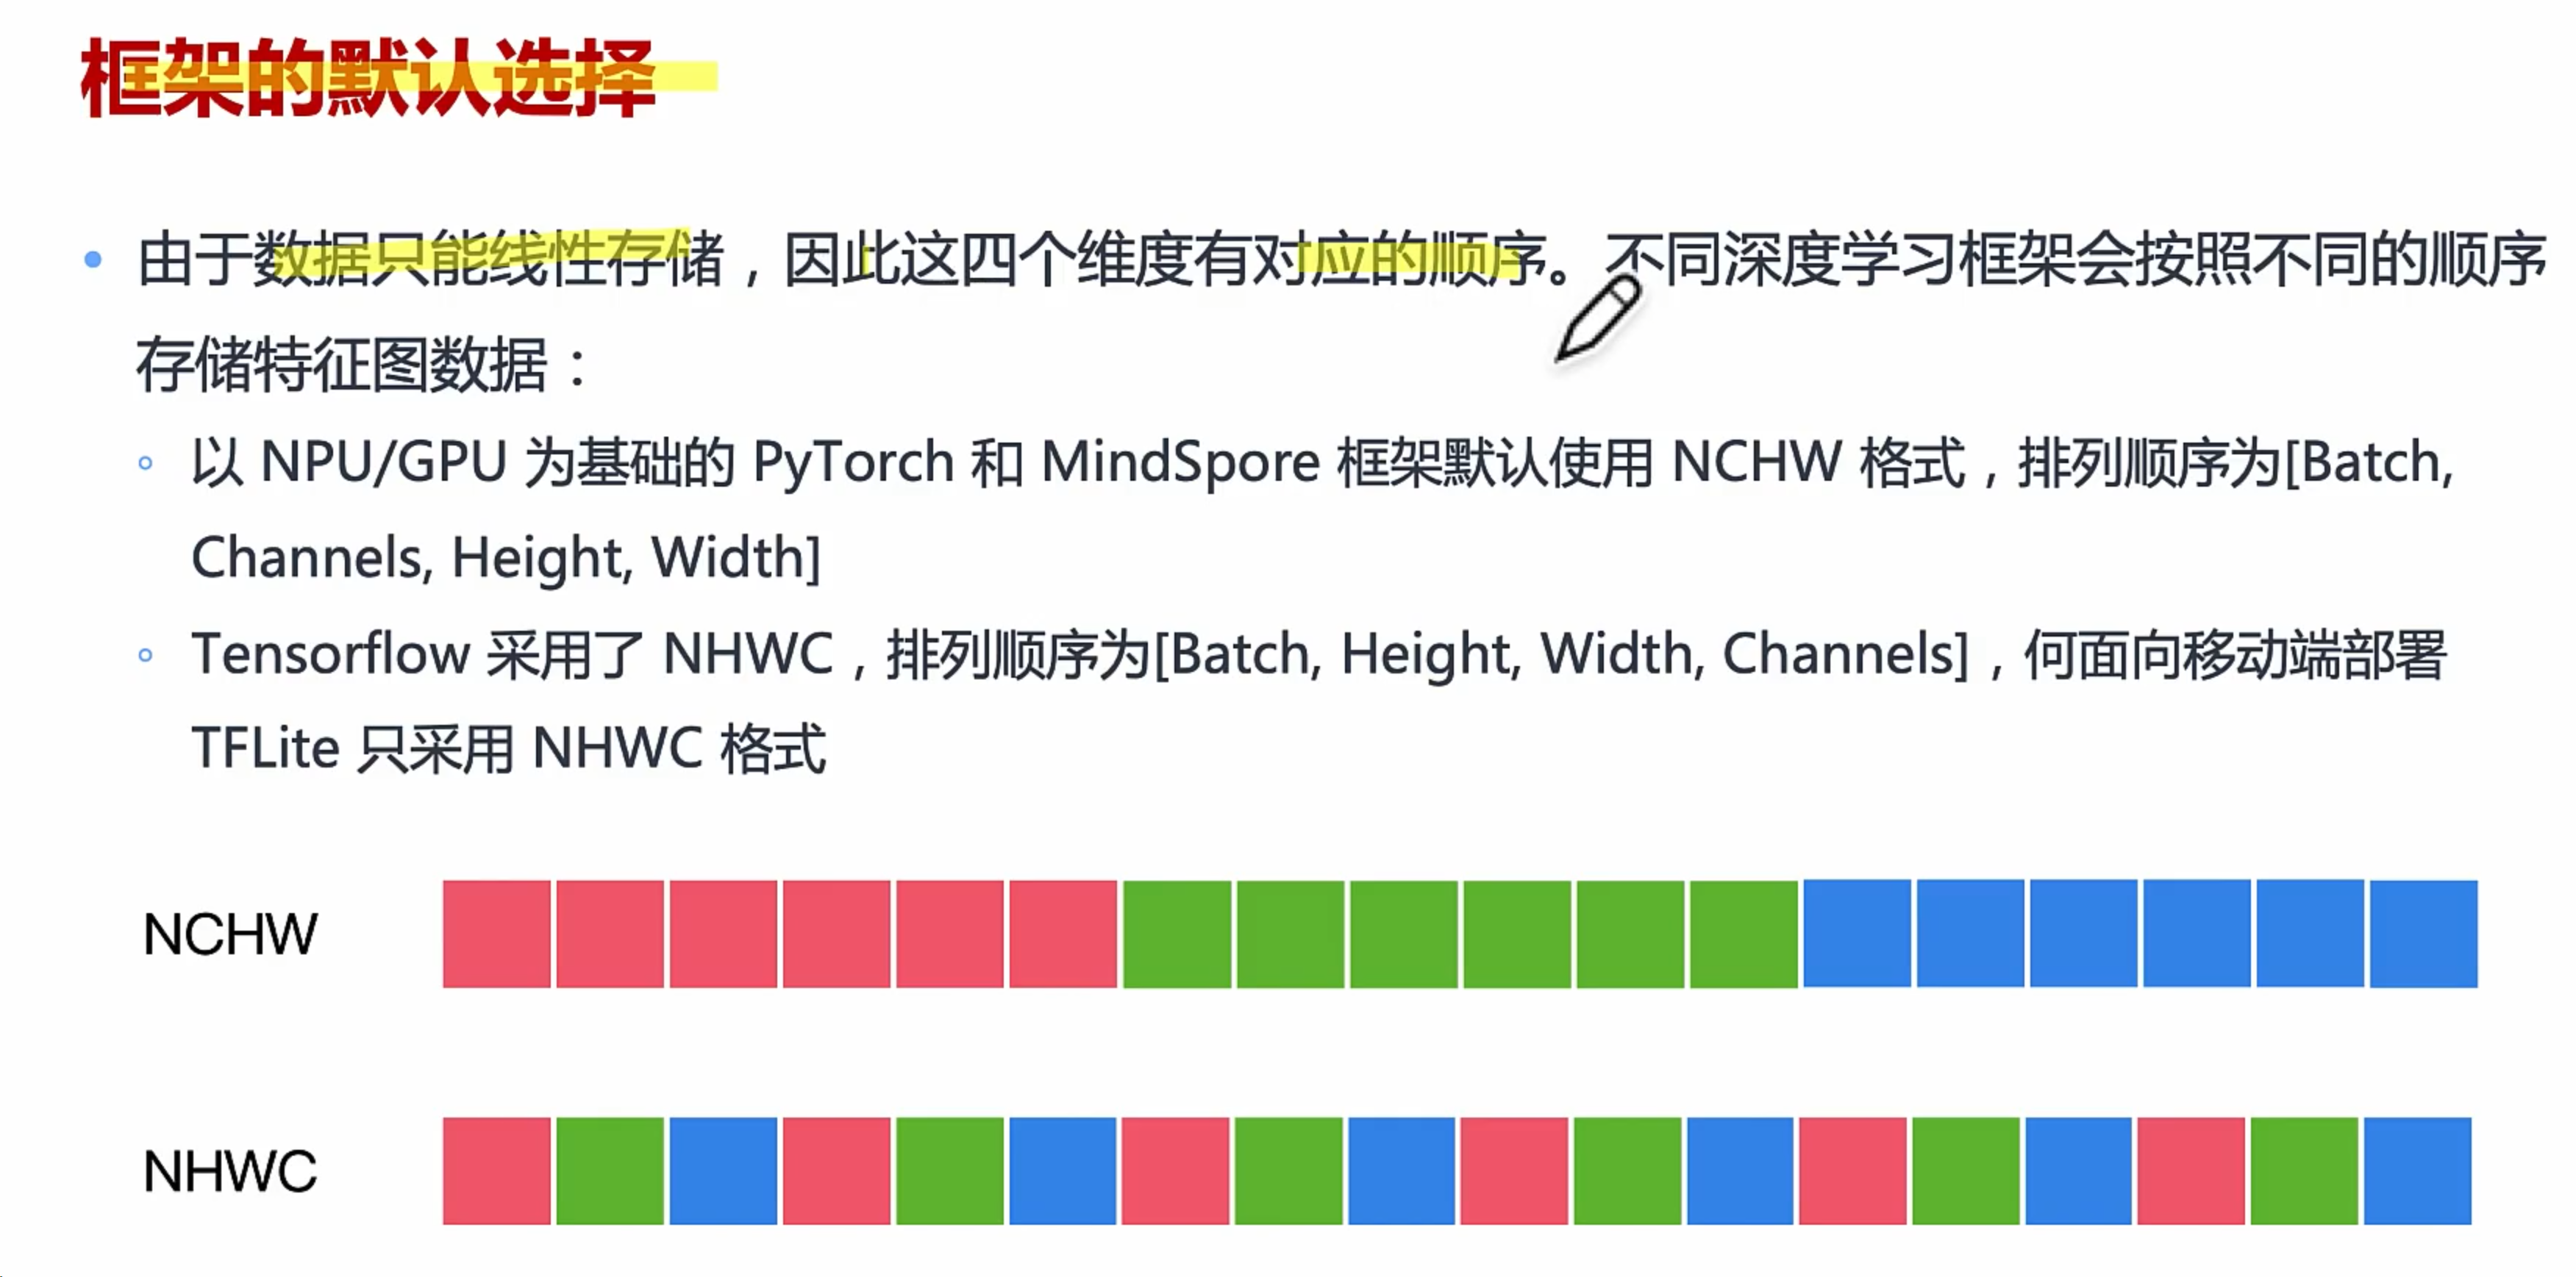 框架的默认选择
由于数据只能线性存储，因此这四个维度有对应的顺序。不同深度学习框架会按照不同的顺序
存储特征图数据：
以 NPU/GPU 为基础的 PyTorch 和 MindSpore 框架默认使用 NCHW 格式，排列顺序为[Batch,
Channels, Height, Width]
Tensorflow 采用了 NHWC，排列顺序为[Batch, Height, Width, Channels]，何面向移动端部署
TFLite 只采用 NHWC 格式
NCHW
NHWC